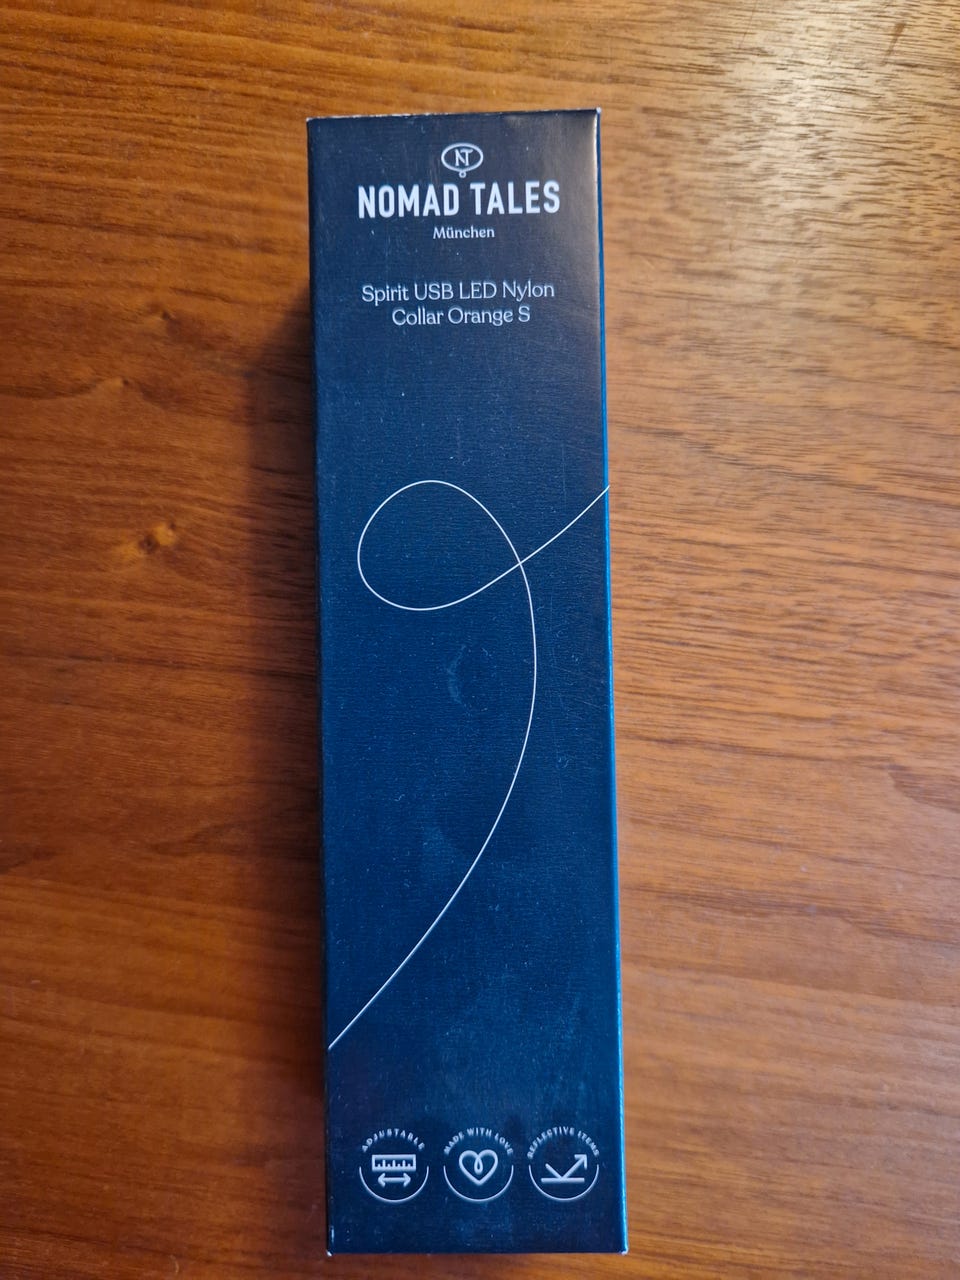 NT
NOMAD TALES
München
Spirit USB LED Nylon
Collar Orange S
ADJUSTABLE
MADE WITH LOVE
REFLECTIVE ITEMS